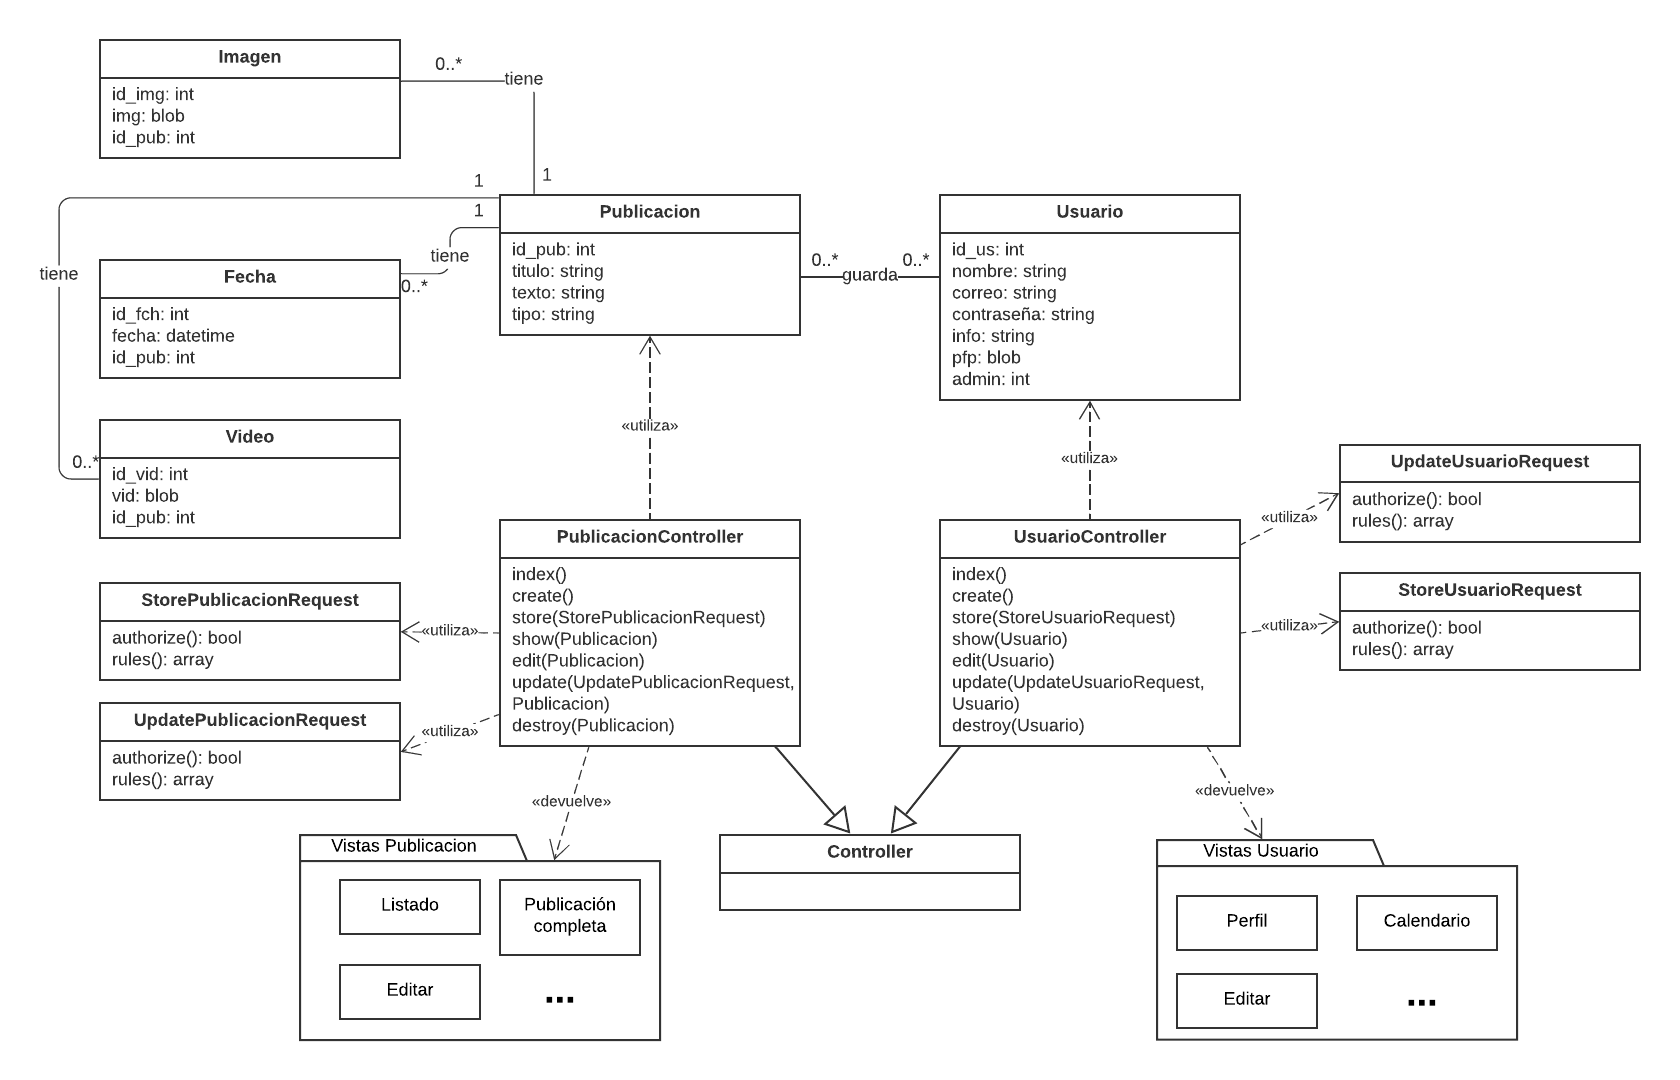 Imagen
id_img: int
img: blob
id_pub: int
0..*
tiene
1
1
1
tiene
tiene
0..*
Fecha
id_fch: int
fecha: datetime
id_pub: int
Video
0..*
id_vid: int
vid: blob
id_pub: int
Publicacion
id_pub: int
titulo: string
texto: string
tipo: string
0..*
guarda
0..*
Usuario
id_us: int
nombre: string
correo: string
contraseña: string
info: string
pfp: blob
admin: int
«utiliza»
«utiliza»
StorePublicacionRequest
authorize(): bool
rules(): array
«utiliza»
UpdatePublicacionRequest
authorize(): bool
rules(): array
«utiliza»
PublicacionController
index()
create()
store(StorePublicacionRequest)
show(Publicacion)
edit(Publicacion)
update(UpdatePublicacionRequest,
Publicacion)
destroy(Publicacion)
UsuarioController
index()
create()
store(StoreUsuarioRequest)
show(Usuario)
edit(Usuario)
update(UpdateUsuarioRequest,
Usuario)
destroy(Usuario)
«utiliza»
UpdateUsuarioRequest
authorize(): bool
rules(): array
«utiliza»
StoreUsuarioRequest
authorize(): bool
rules(): array
«devuelve»
«devuelve»
Vistas Publicacion
Listado
Publicación
completa
Editar
...
Controller
Vistas Usuario
Perfil
Calendario
Editar
...